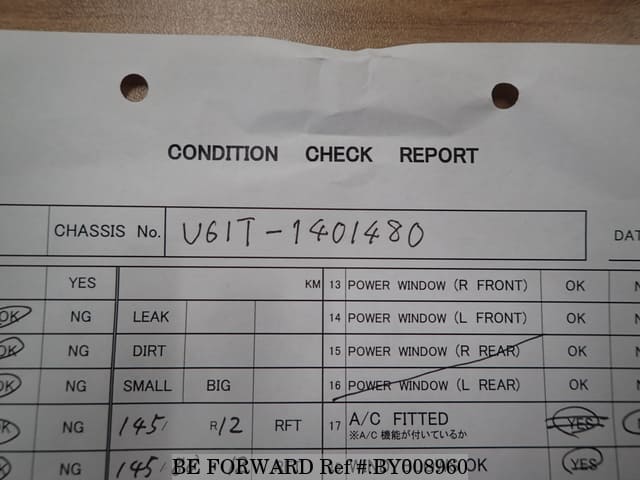 CONDITION CHECK REPORT
CHASSIS No. U61T-1401480 DAT
YES KM 13 POWER WINDOW (R FRONT) OK
OK NG LEAK 14 POWER WINDOW (L FRONT) OK
OK NG DIRT 15 POWER WINDOW (R REAR) OK
OK NG SMALL BIG 16 POWER WINDOW (L REAR) OK
OK NG 145/ R12 RFT 17 A/C FITTED YES
※A/C 機能が付いているか
NG 145/ OK YES
BE FORWARD Ref#:BY008960